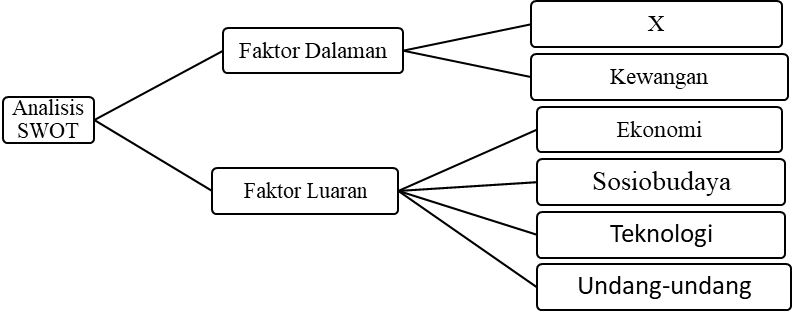 Analisis
SWOT
Faktor Dalaman
X
Kewangan
Faktor Luaran
Ekonomi
Sosiobudaya
Teknologi
Undang-undang